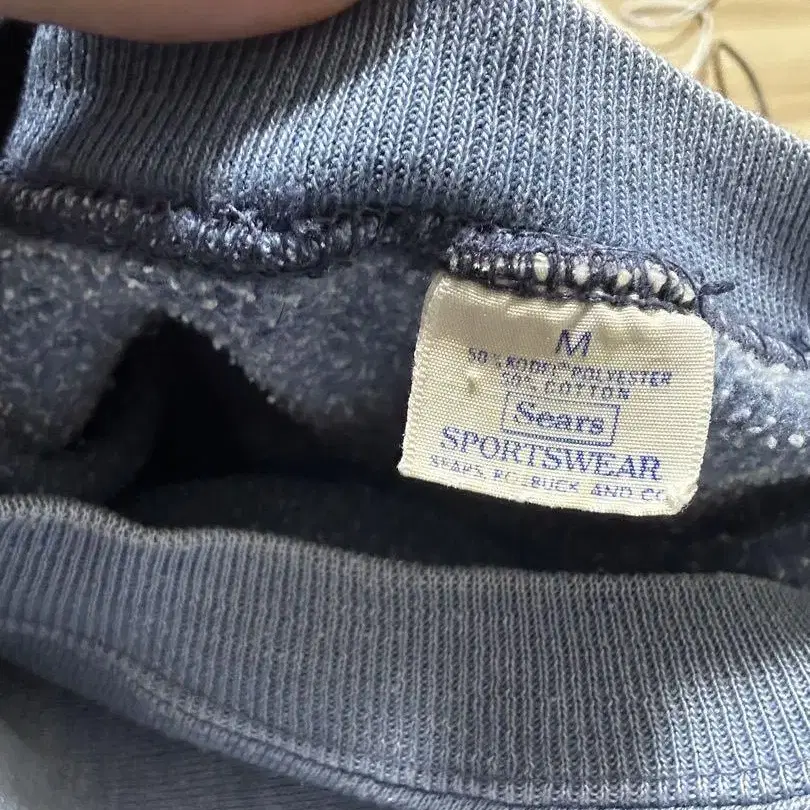 M
50% KODEL POLYESTER
50% COTTON
Sears
SPORTSWEAR
SEARS, ROEBUCK AND CO